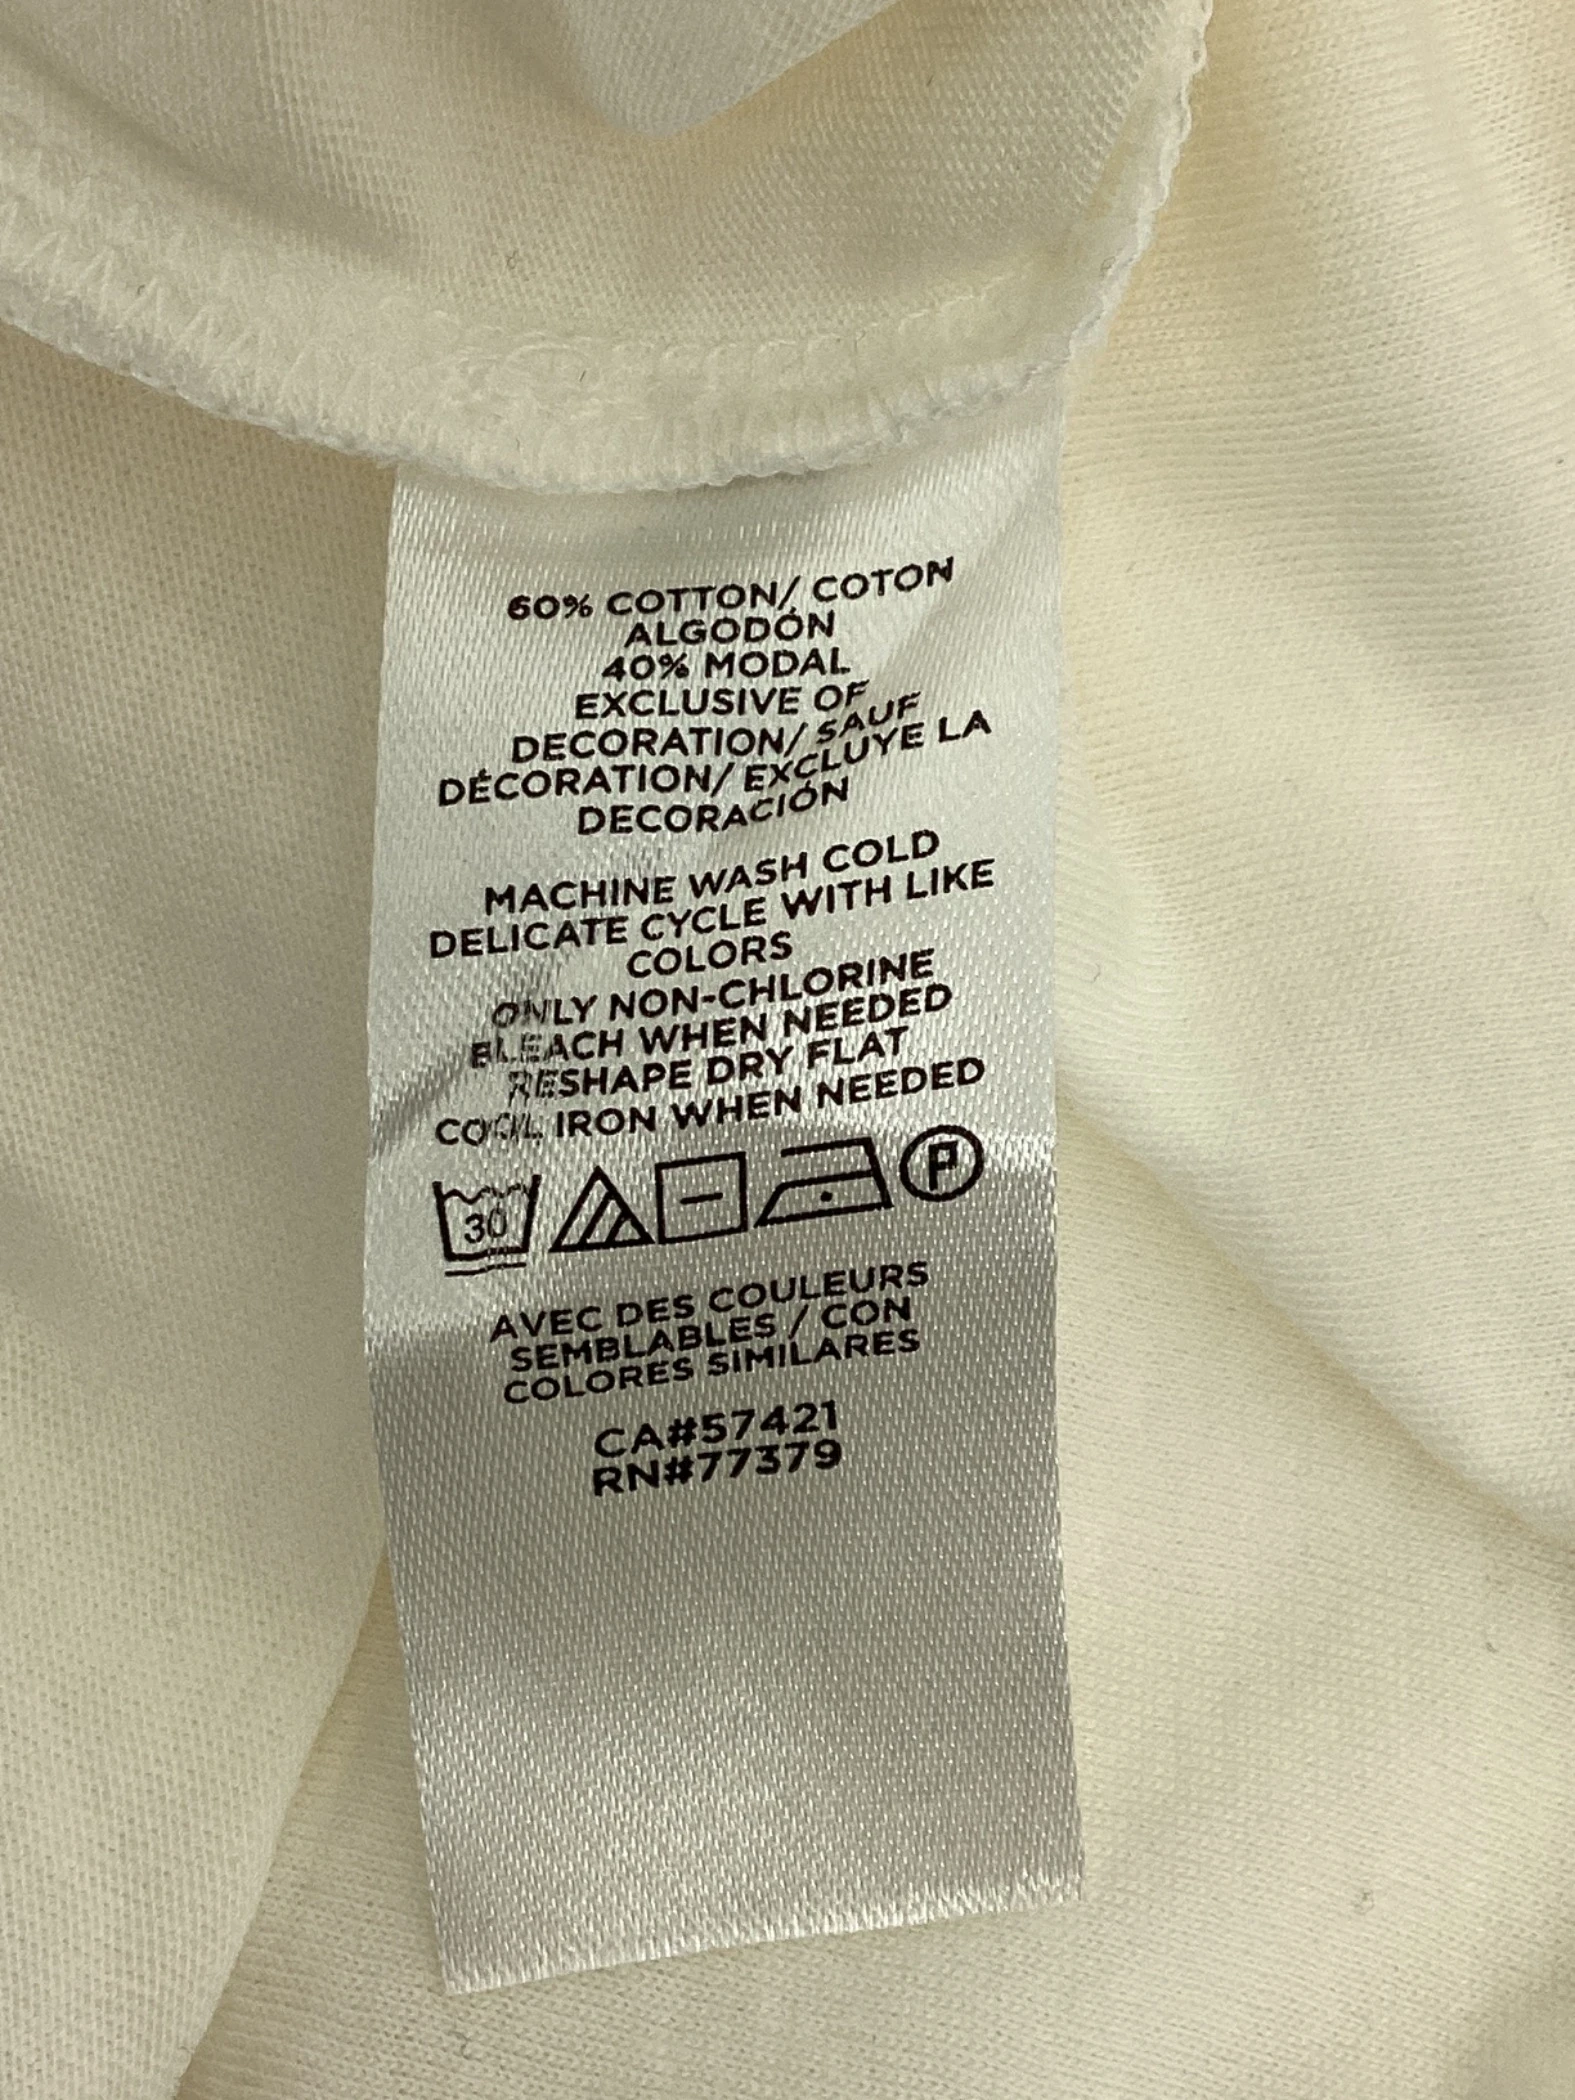 60% COTTON/ COTON
ALGODÓN
40% MODAL
EXCLUSIVE OF
DECORATION/ SAUF
DÉCORATION/ EXCLUYE LA
DECORACIÓN
MACHINE WASH COLD
DELICATE CYCLE WITH LIKE
COLORS
ONLY NON-CHLORINE
BLEACH WHEN NEEDED
RESHAPE DRY FLAT
COOL IRON WHEN NEEDED
30 P
AVEC DES COULEURS
SEMBLABLES / CON
COLORES SIMILARES
CA#57421
RN#77379